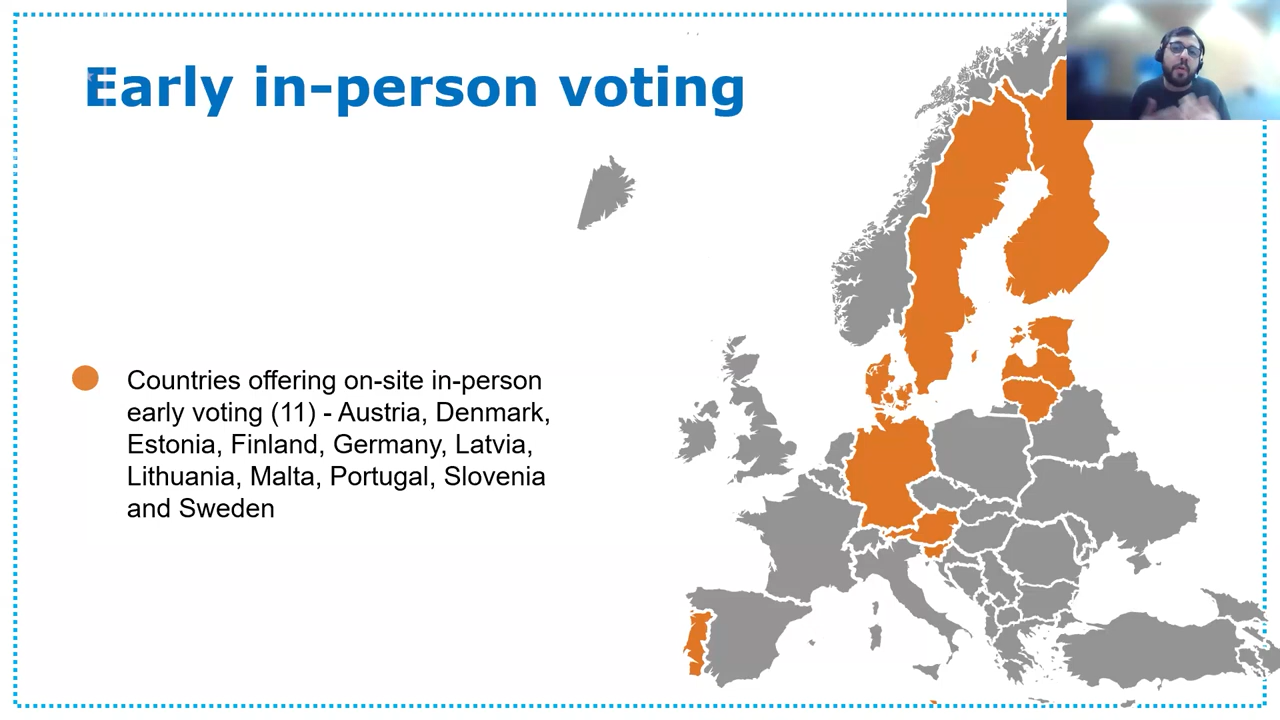 Early in-person voting
Countries offering on-site in-person
early voting (11) - Austria, Denmark,
Estonia, Finland, Germany, Latvia,
Lithuania, Malta, Portugal, Slovenia
and Sweden